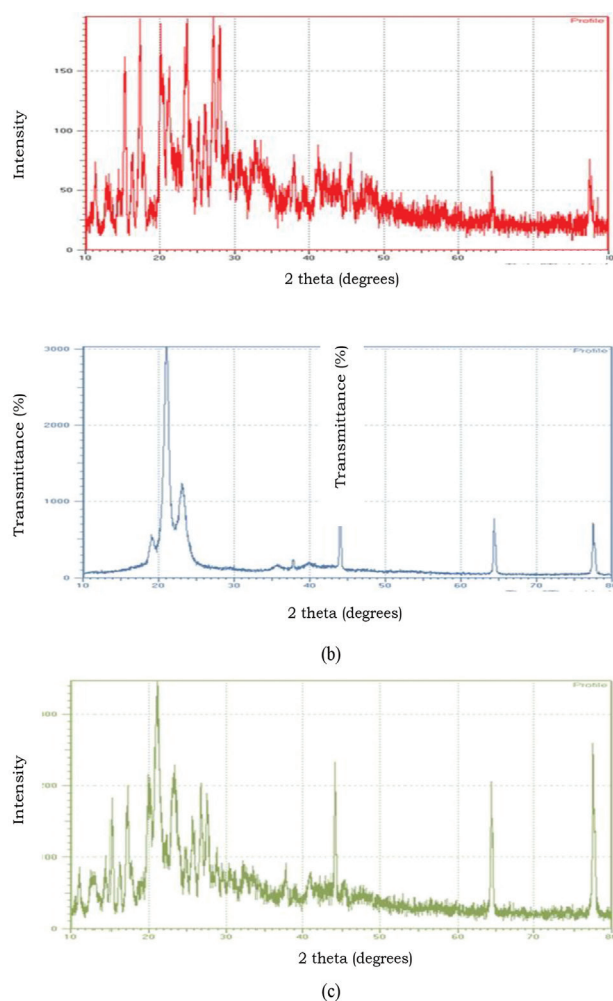 Profile
150
100
50
0
Intensity
10 20 30 40 50 60 70 80
2 theta (degrees)
Profile
3000
2000
1000
0
Transmittance (%)
Transmittance (%)
10 20 30 40 50 60 70 80
2 theta (degrees)
(b)
Profile
Intensity
10 20 30 40 50 60 70
2 theta (degrees)
(c)